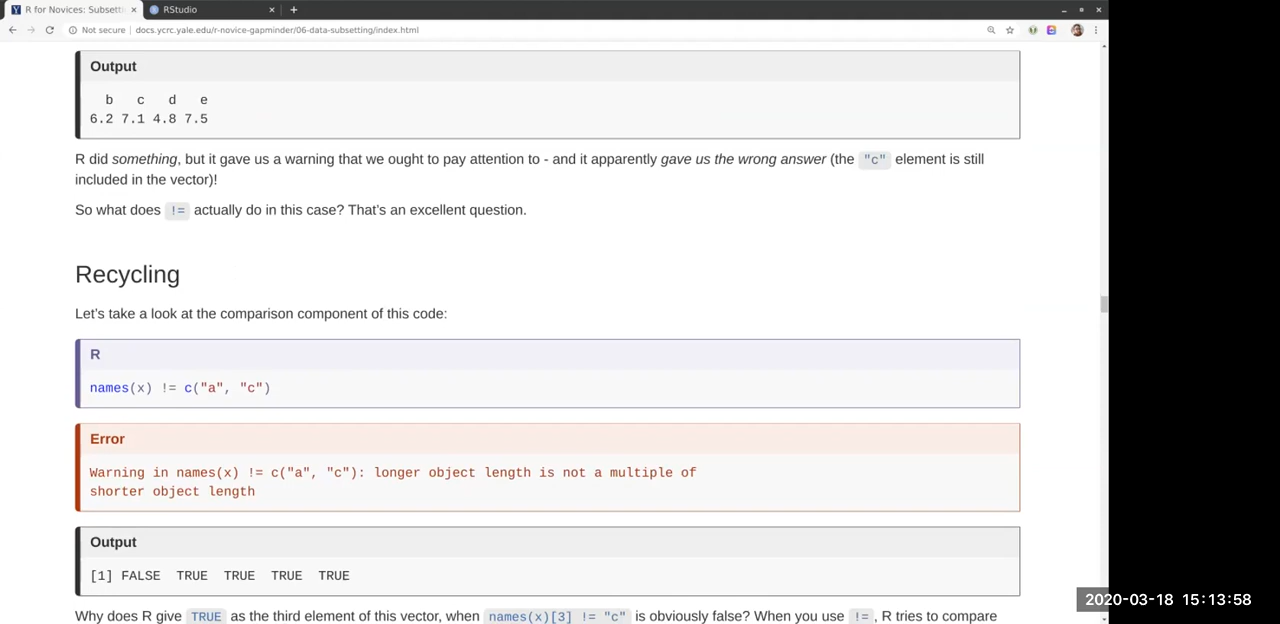 R for Novices: Subsetti
RStudio
Not secure | docs.ycrc.yale.edu/r-novice-gapminder/06-data-subsetting/index.html
Output
b c d e
6.2 7.1 4.8 7.5
R did something, but it gave us a warning that we ought to pay attention to - and it apparently gave us the wrong answer (the "c" element is still
included in the vector)!
So what does != actually do in this case? That's an excellent question.
Recycling
Let's take a look at the comparison component of this code:
R
names(x) != c("a", "c")
Error
Warning in names(x) != c("a", "c"): longer object length is not a multiple of
shorter object length
Output
[1] FALSE TRUE TRUE TRUE TRUE
Why does R give TRUE as the third element of this vector, when names(x)[3] != "c" is obviously false? When you use !=, R tries to compare
2020-03-18 15:13:58